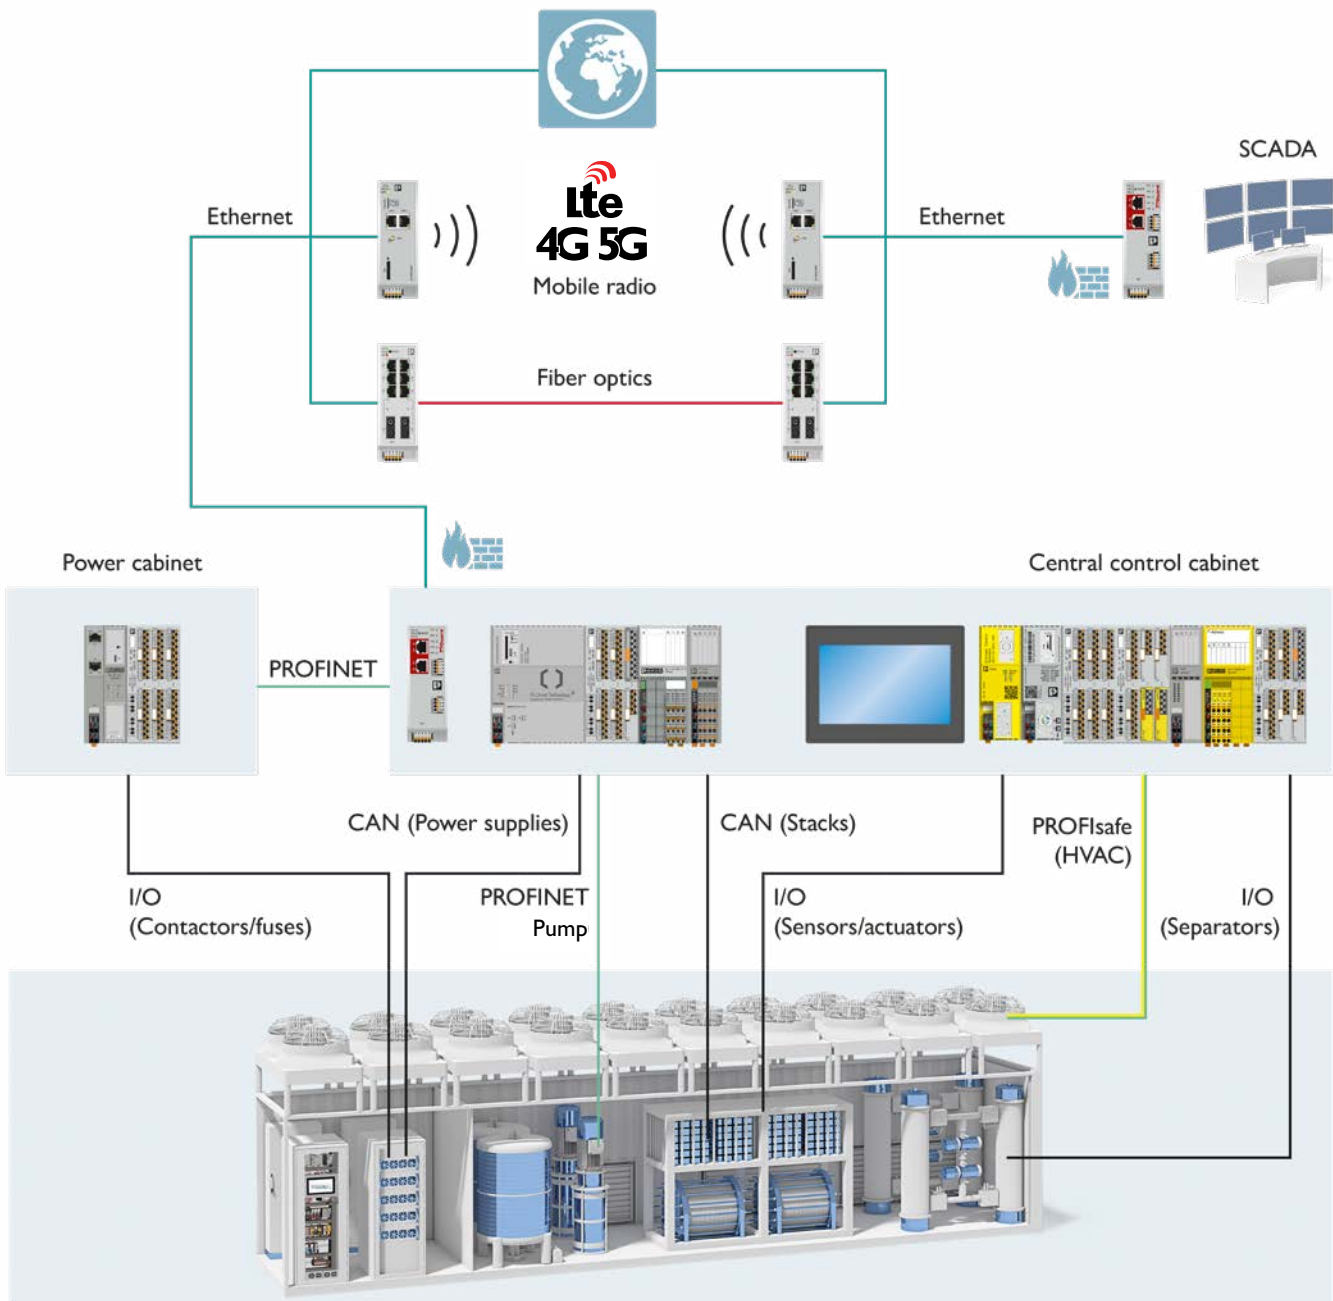 SCADA
Ethernet
Lte
4G 5G
Mobile radio
Ethernet
Fiber optics
Power cabinet
Central control cabinet
PROFINET
CAN (Power supplies)
CAN (Stacks)
PROFIsafe
(HVAC)
I/O
(Contactors/fuses)
PROFINET
Pump
I/O
(Sensors/actuators)
I/O
(Separators)